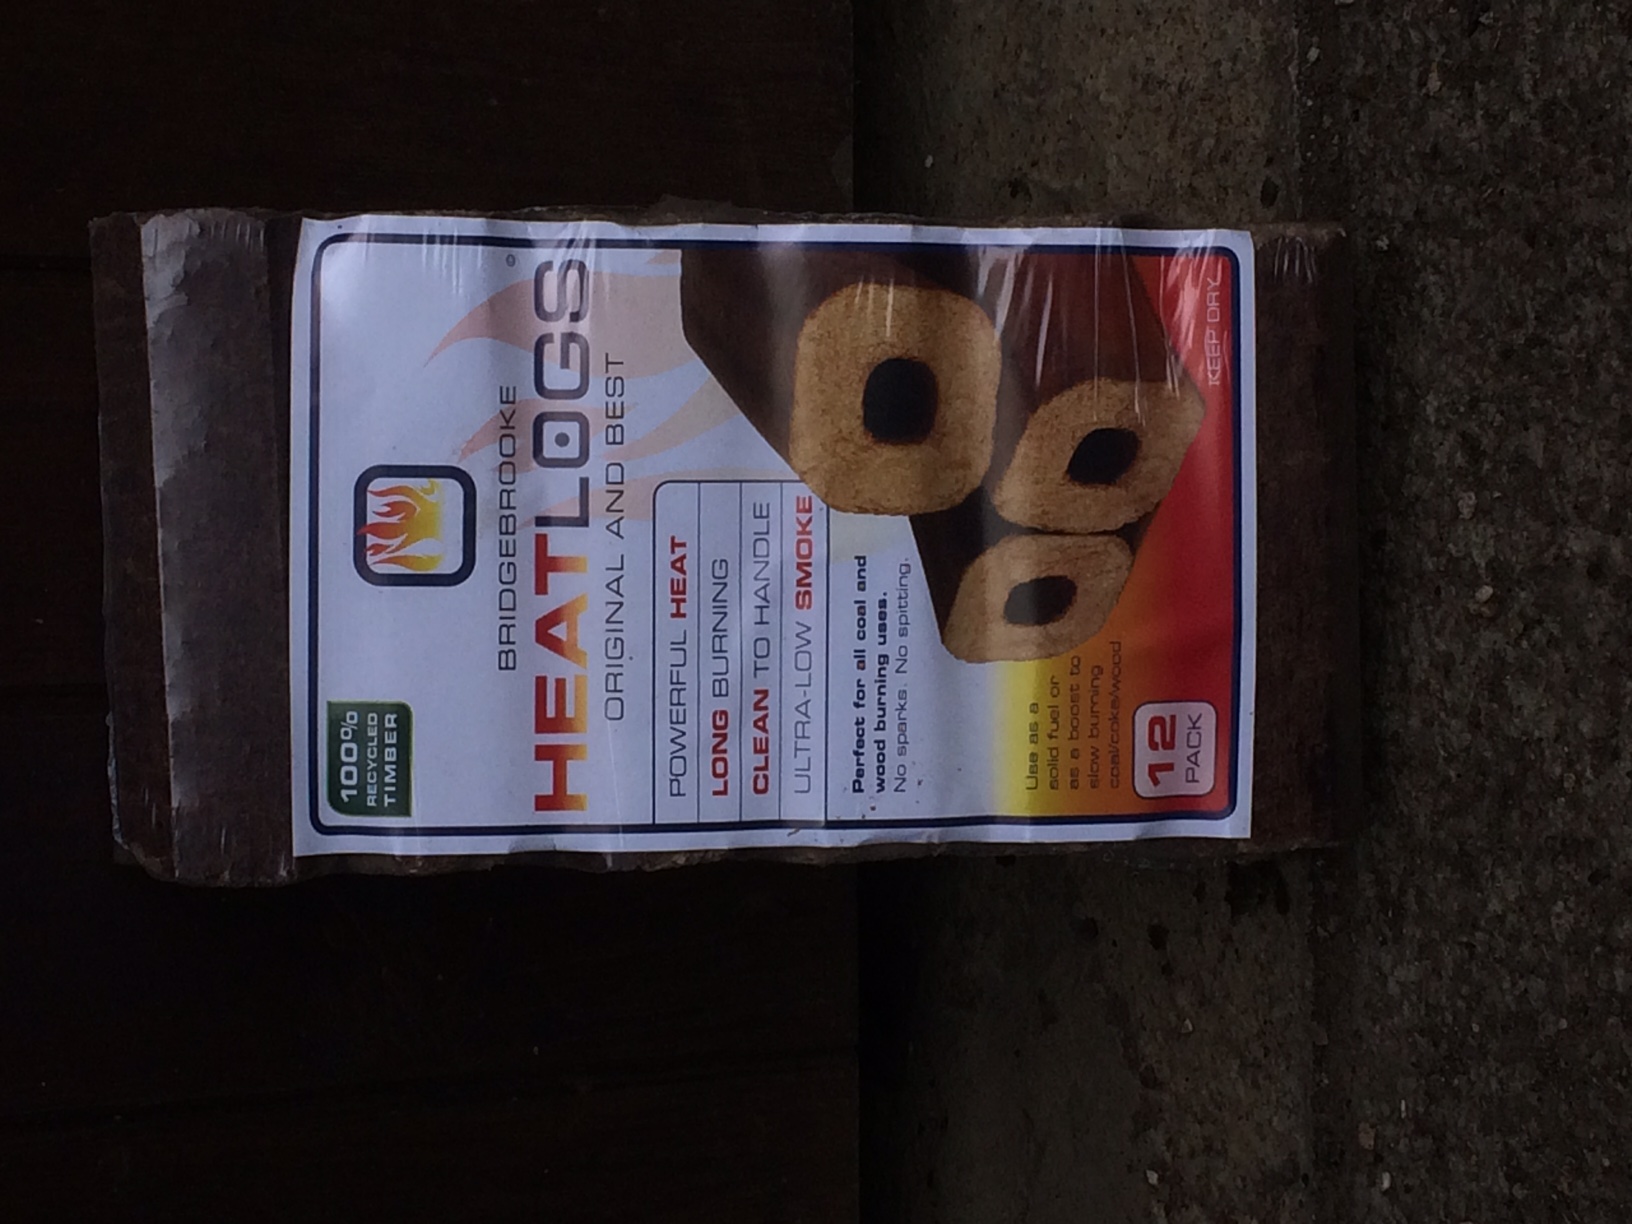 100%
RECYCLED
TIMBER
BRIDGEBROOKE
HEATLOGS®
ORIGINAL AND BEST
POWERFUL HEAT
LONG BURNING
CLEAN TO HANDLE
ULTRA-LOW SMOKE
Perfect for all coal and
wood burning uses.
No sparks. No spitting.
Use as a
solid fuel or
as a boost to
slow burning
coal/coke/wood
12
PACK
KEEP DRY